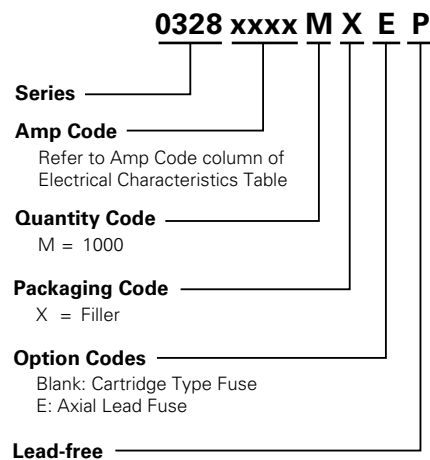 0328 xxxx M X E P
Series
Amp Code
Refer to Amp Code column of
Electrical Characteristics Table
Quantity Code
M = 1000
Packaging Code
X = Filler
Option Codes
Blank: Cartridge Type Fuse
E: Axial Lead Fuse
Lead-free